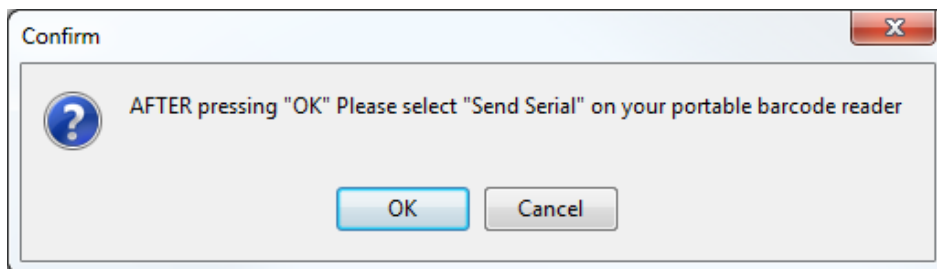 Confirm
AFTER pressing "OK" Please select "Send Serial" on your portable barcode reader
OK
Cancel